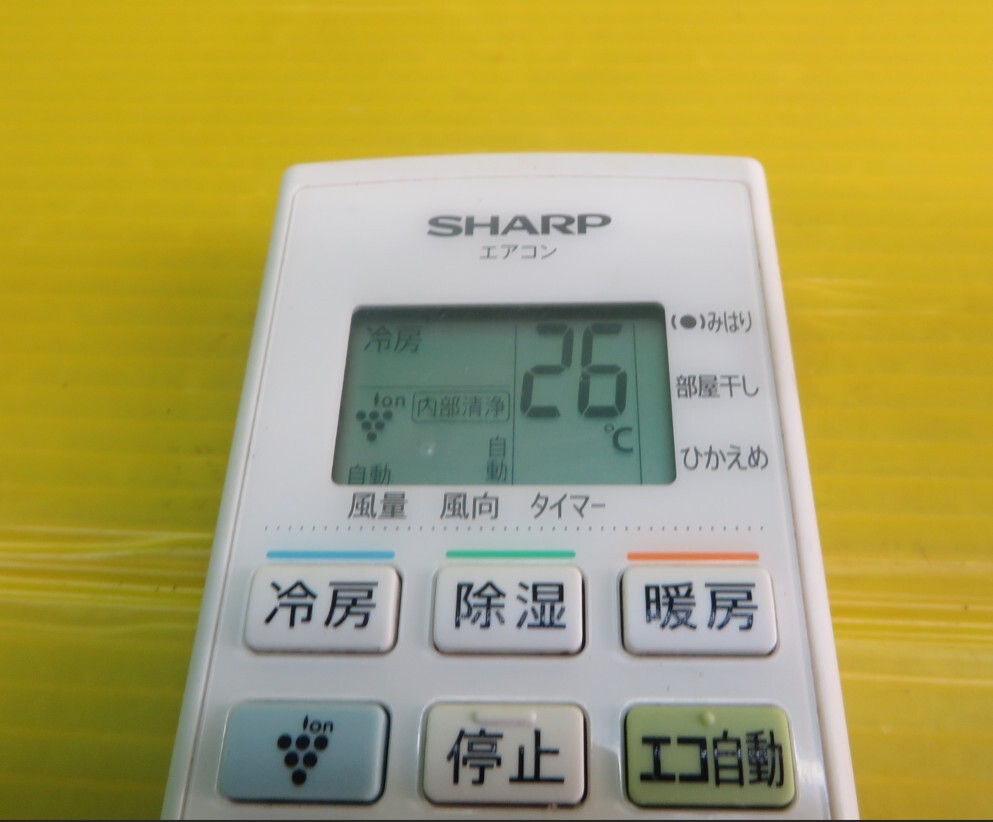 SHARP
エアコン
冷房 26 (●)みはり
Ion 内部清浄 部屋干し
℃
自動 自動 ひかえめ
風量 風向 タイマー
冷房 除湿 暖房
Ion 停止 エコ自動